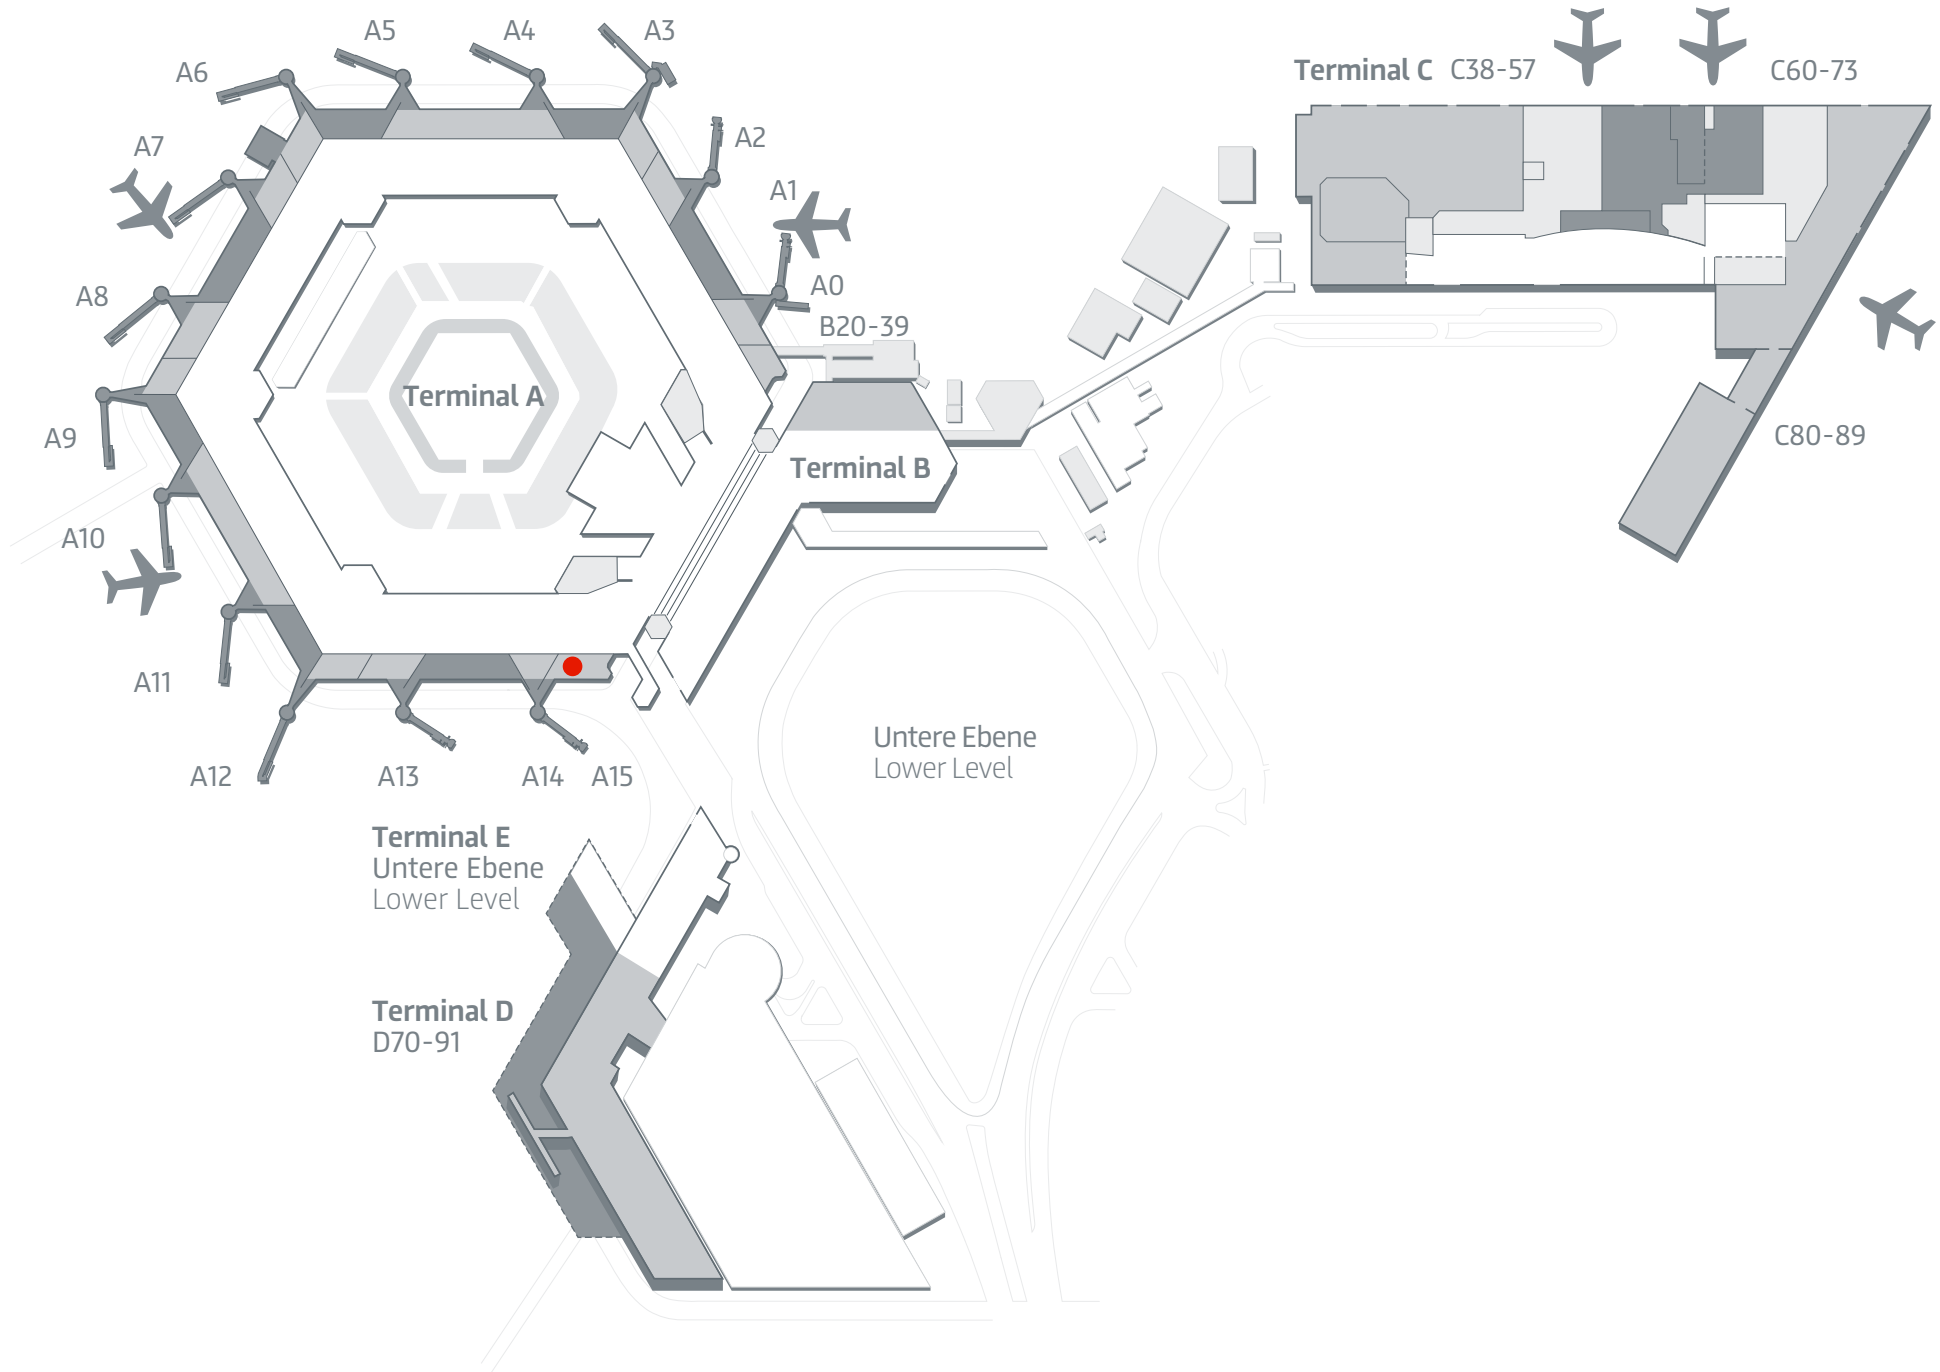 A5
A4
A3
A6
Terminal C C38-57
C60-73
A7
A2
A1
A8
A0
B20-39
Terminal A
A9
C80-89
Terminal B
A10
A11
Untere Ebene
Lower Level
A12
A13
A14
A15
Terminal E
Untere Ebene
Lower Level
Terminal D
D70-91